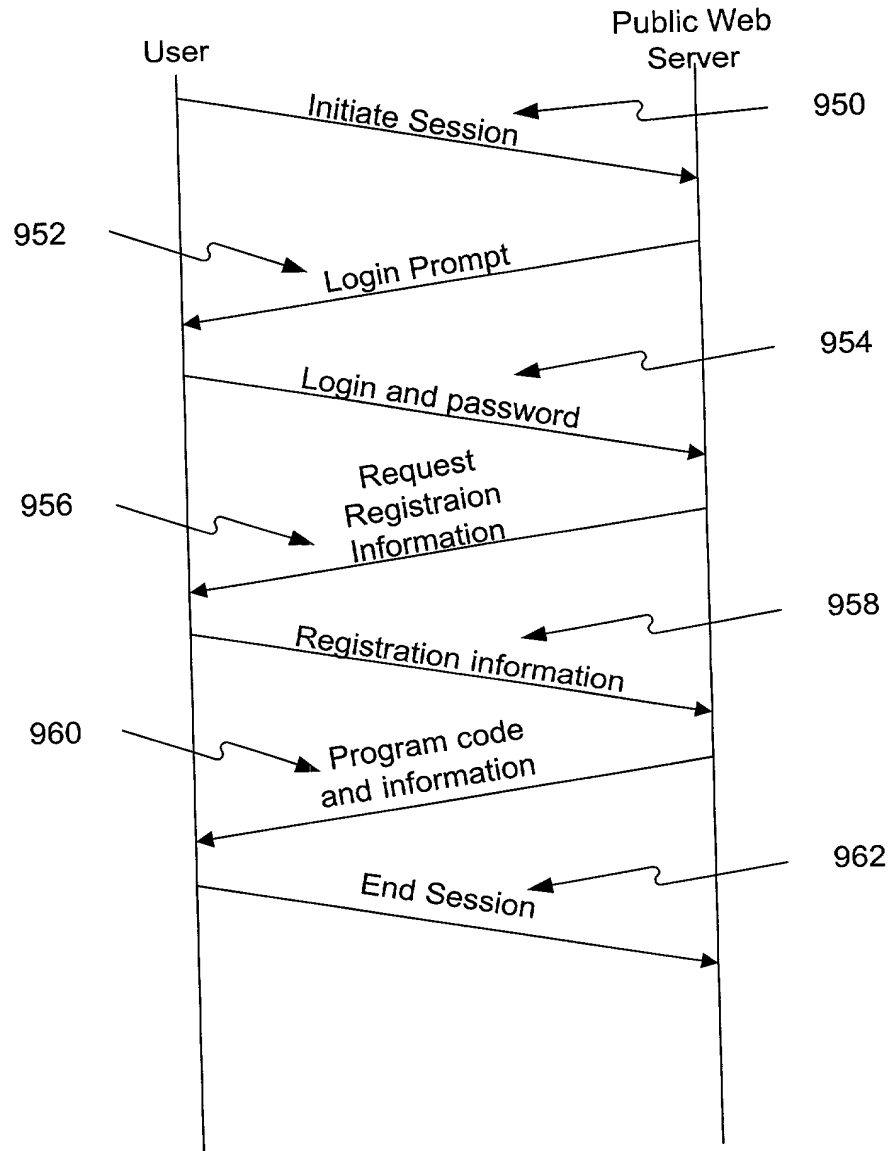 User
Public Web
Server
Initiate Session
950
952
Login Prompt
954
Login and password
956
Request
Registraion
Information
958
Registration information
960
Program code
and information
962
End Session